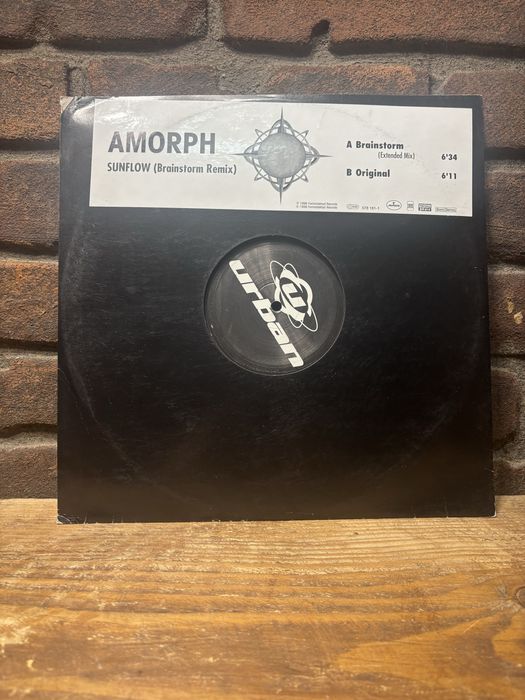 AMORPH
SUNFLOW (Brainstorm Remix)
A Brainstorm
(Extended Mix) 6'34
B Original 6'11
urban
u